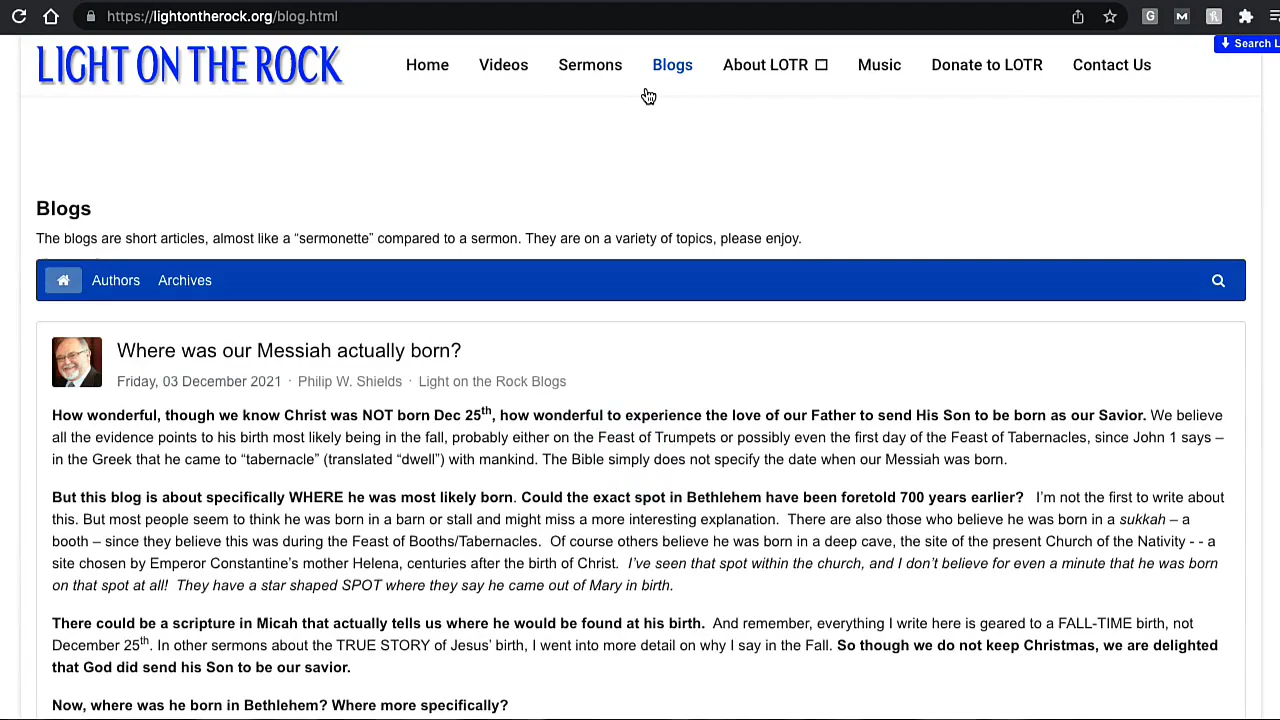 https://lightontherock.org/blog.html
LIGHT ON THE ROCK
Home Videos Sermons Blogs About LOTR Music Donate to LOTR Contact Us
Search L
Blogs
The blogs are short articles, almost like a “sermonette” compared to a sermon. They are on a variety of topics, please enjoy.
Authors Archives
Where was our Messiah actually born?
Friday, 03 December 2021 · Philip W. Shields · Light on the Rock Blogs
How wonderful, though we know Christ was NOT born Dec 25th, how wonderful to experience the love of our Father to send His Son to be born as our Savior. We believe
all the evidence points to his birth most likely being in the fall, probably either on the Feast of Trumpets or possibly even the first day of the Feast of Tabernacles, since John 1 says –
in the Greek that he came to “tabernacle” (translated “dwell”) with mankind. The Bible simply does not specify the date when our Messiah was born.
But this blog is about specifically WHERE he was most likely born. Could the exact spot in Bethlehem have been foretold 700 years earlier? I’m not the first to write about
this. But most people seem to think he was born in a barn or stall and might miss a more interesting explanation. There are also those who believe he was born in a sukkah – a
booth – since they believe this was during the Feast of Booths/Tabernacles. Of course others believe he was born in a deep cave, the site of the present Church of the Nativity - - a
site chosen by Emperor Constantine’s mother Helena, centuries after the birth of Christ. I’ve seen that spot within the church, and I don’t believe for even a minute that he was born
on that spot at all! They have a star shaped SPOT where they say he came out of Mary in birth.
There could be a scripture in Micah that actually tells us where he would be found at his birth. And remember, everything I write here is geared to a FALL-TIME birth, not
December 25th. In other sermons about the TRUE STORY of Jesus’ birth, I went into more detail on why I say in the Fall. So though we do not keep Christmas, we are delighted
that God did send his Son to be our savior.
Now, where was he born in Bethlehem? Where more specifically?